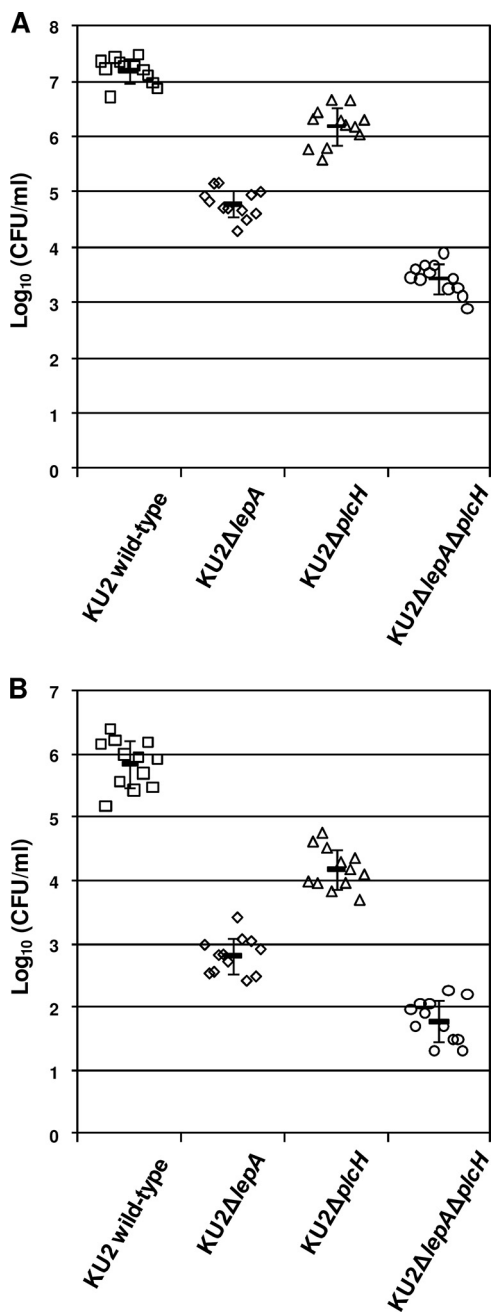 A
8
7
6
5
4
3
2
1
0
Log₁₀ (CFU/ml)
KU2 wild-type
KU2ΔlepA
KU2ΔplcH
KU2ΔlepAΔplcH
B
7
6
5
4
3
2
1
0
Log₁₀ (CFU/ml)
KU2 wild-type
KU2ΔlepA
KU2ΔplcH
KU2ΔlepAΔplcH